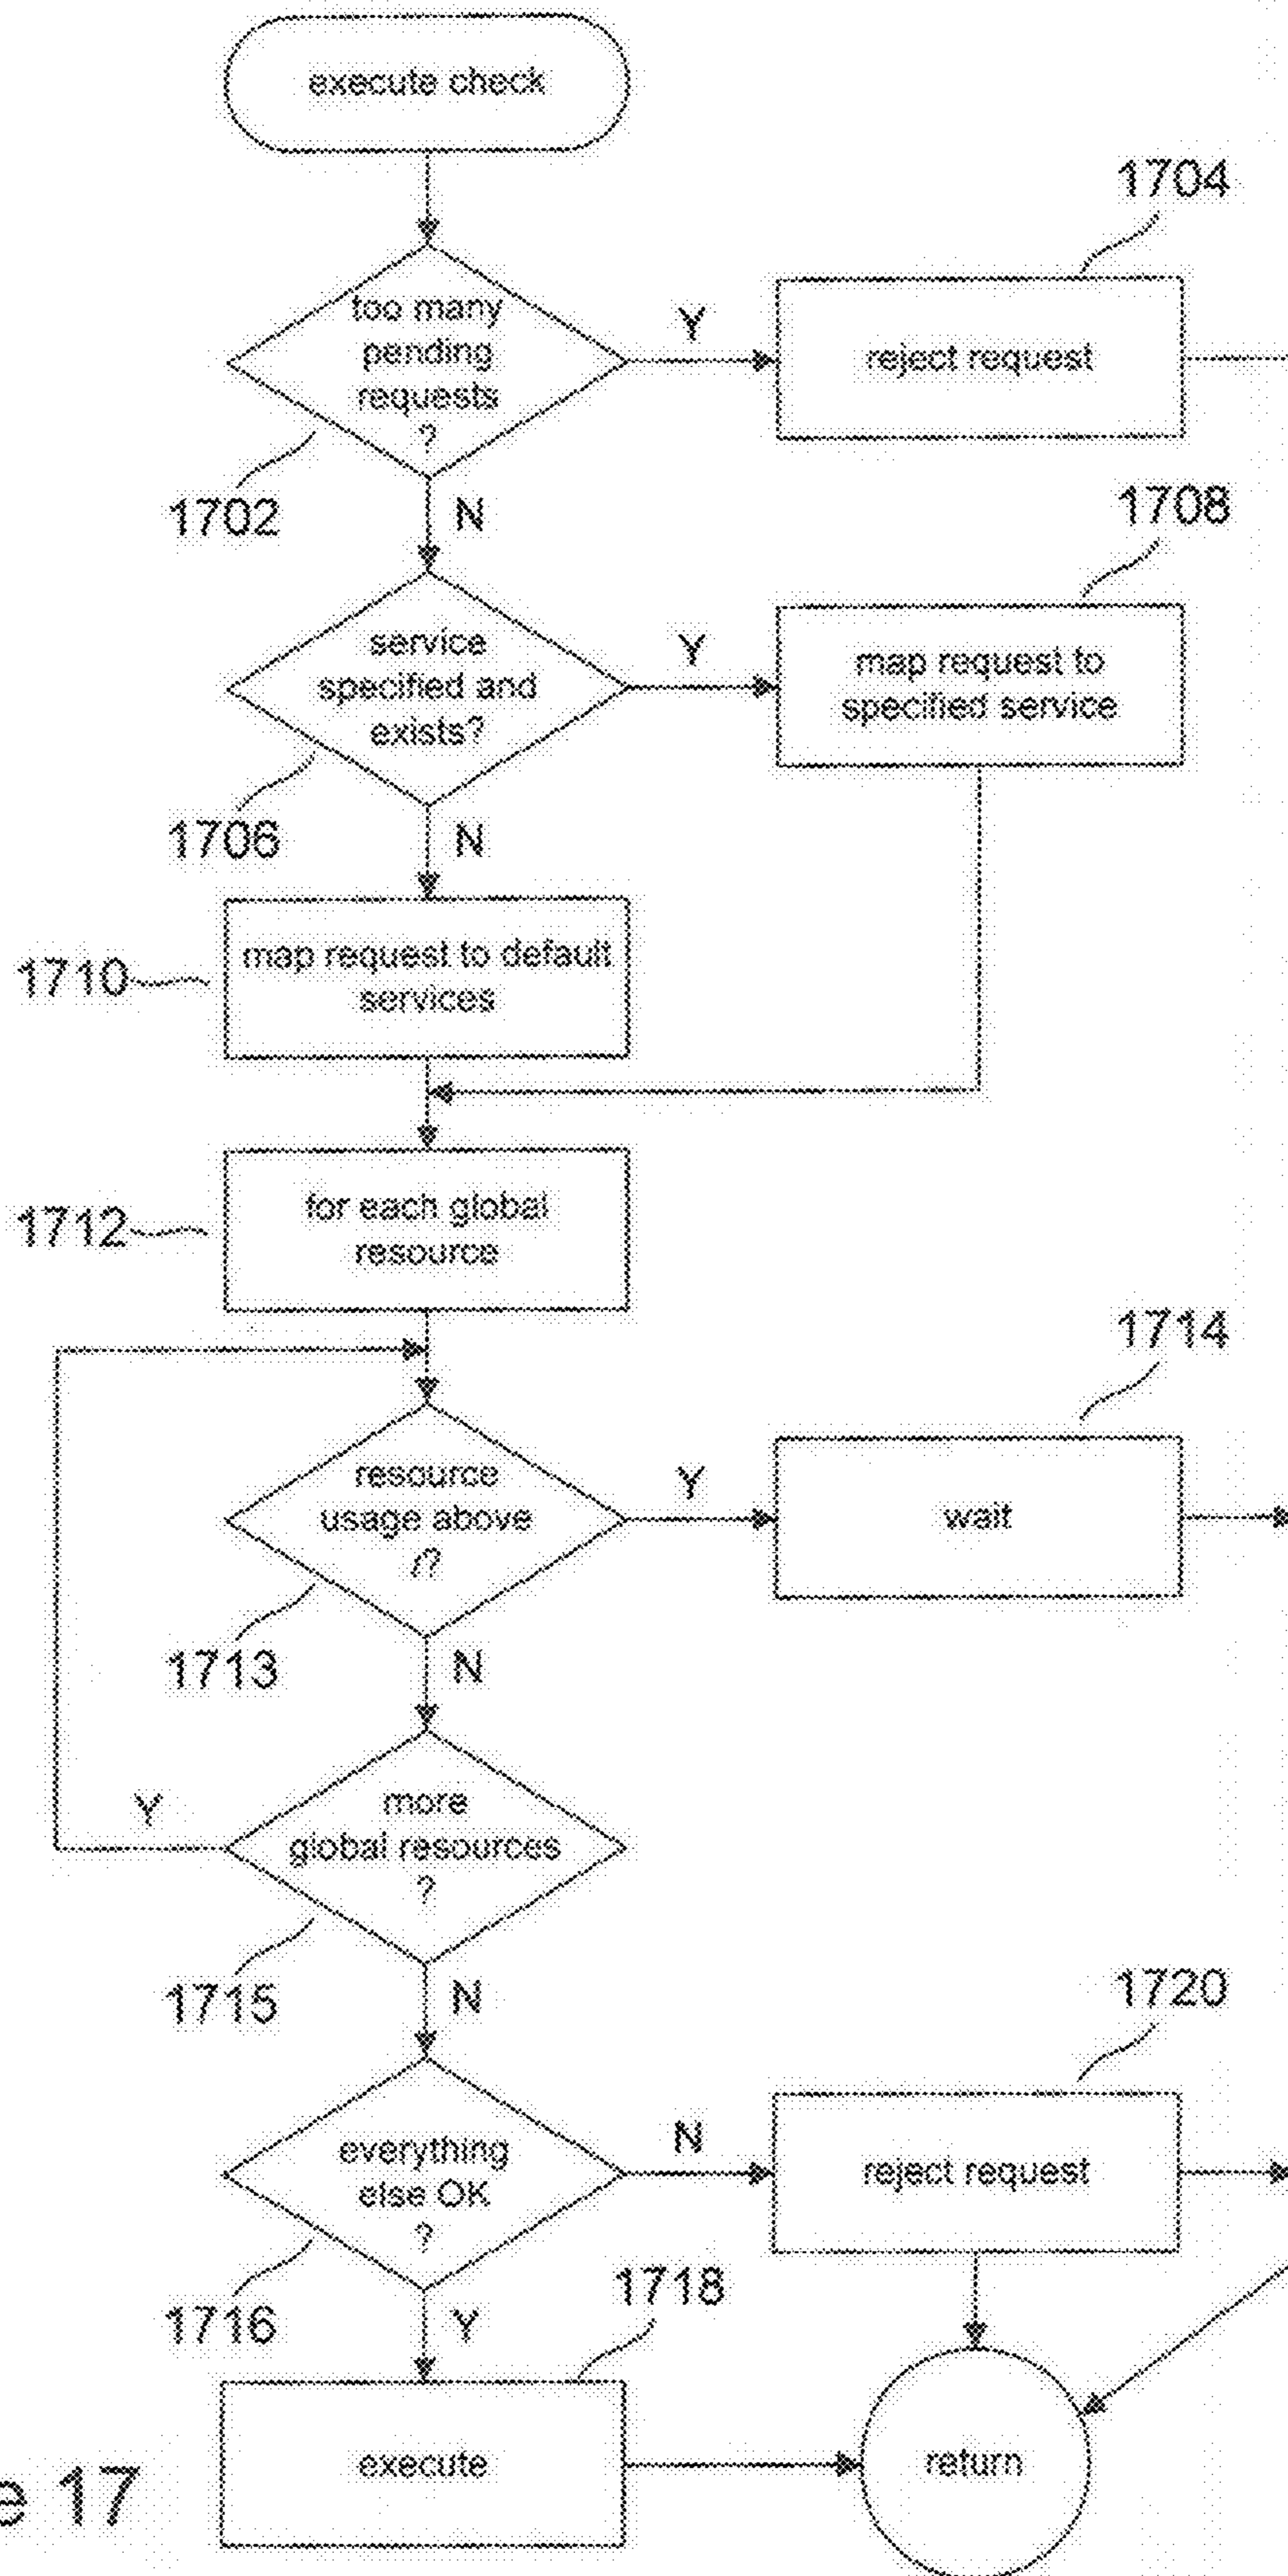 execute check
1704
too many
pending
requests
?
Y
reject request
1702
N
1708
service
specified and
exists?
Y
map request to
specified service
1706
N
1710
map request to default
services
1712
for each global
resource
1714
resource
usage above
r?
Y
wait
1713
N
more
global resources
?
Y
1715
N
1720
everything
else OK
?
N
reject request
1716
Y
1718
execute
return
e 17